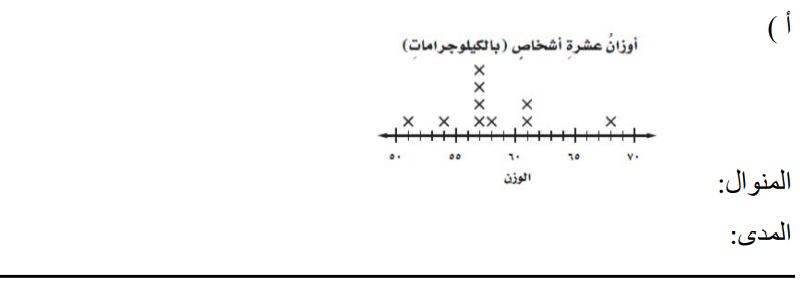 أ )
أوزانُ عشرةِ أشخاصٍ (بالكيلوجراماتِ)
٥٠ ٥٥ ٦٠ ٦٥ ٧٠
الوزن
المنوال:
المدى: